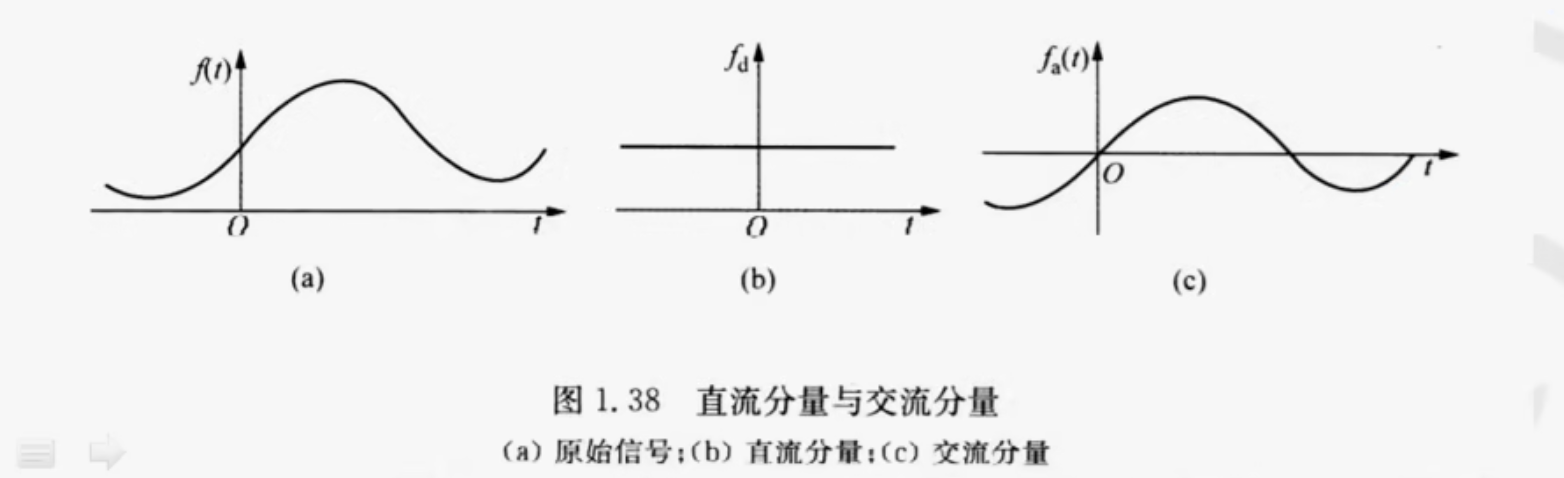 f(t)
O
t
(a)
f_d
O
t
(b)
f_a(t)
O
t
(c)
图 1.38 直流分量与交流分量
(a) 原始信号;(b) 直流分量;(c) 交流分量